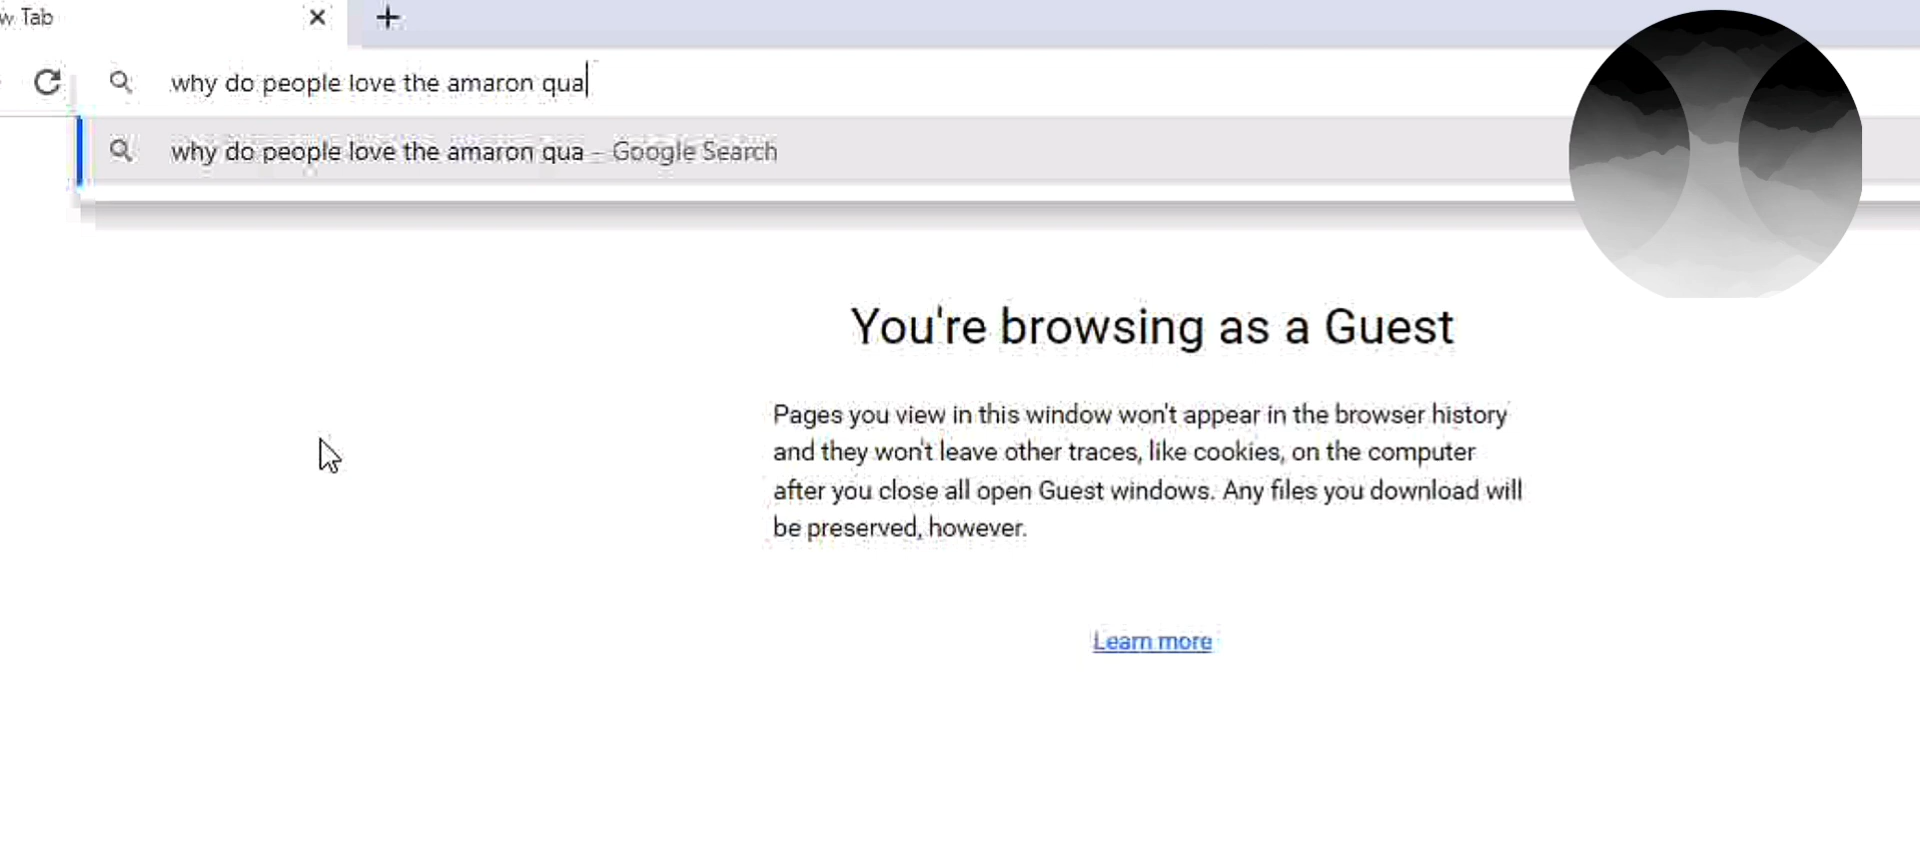 Tab
why do people love the amaron qua
why do people love the amaron qua – Google Search
You're browsing as a Guest
Pages you view in this window won't appear in the browser history
and they won't leave other traces, like cookies, on the computer
after you close all open Guest windows. Any files you download will
be preserved, however.
Learn more